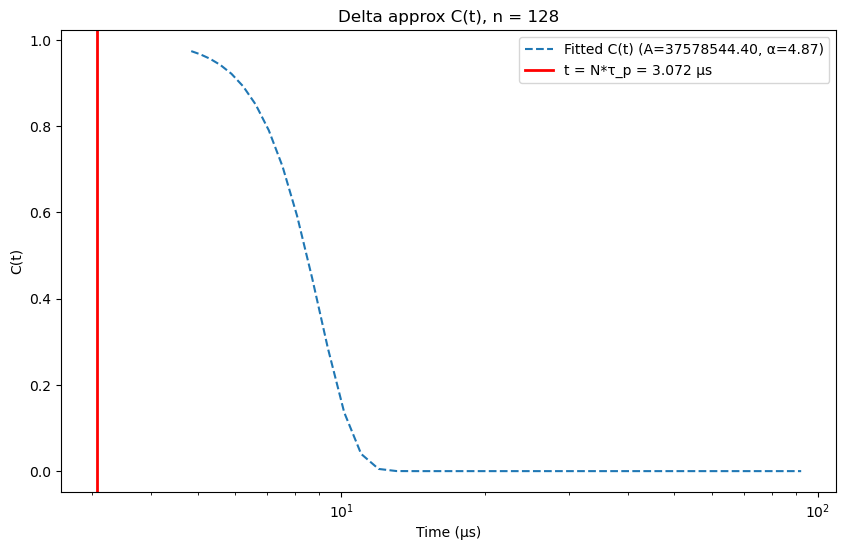 Delta approx C(t), n = 128
Fitted C(t) (A=37578544.40, α=4.87)
t = N*τ_p = 3.072 μs
C(t)
1.0
0.8
0.6
0.4
0.2
0.0
10¹
10²
Time (μs)